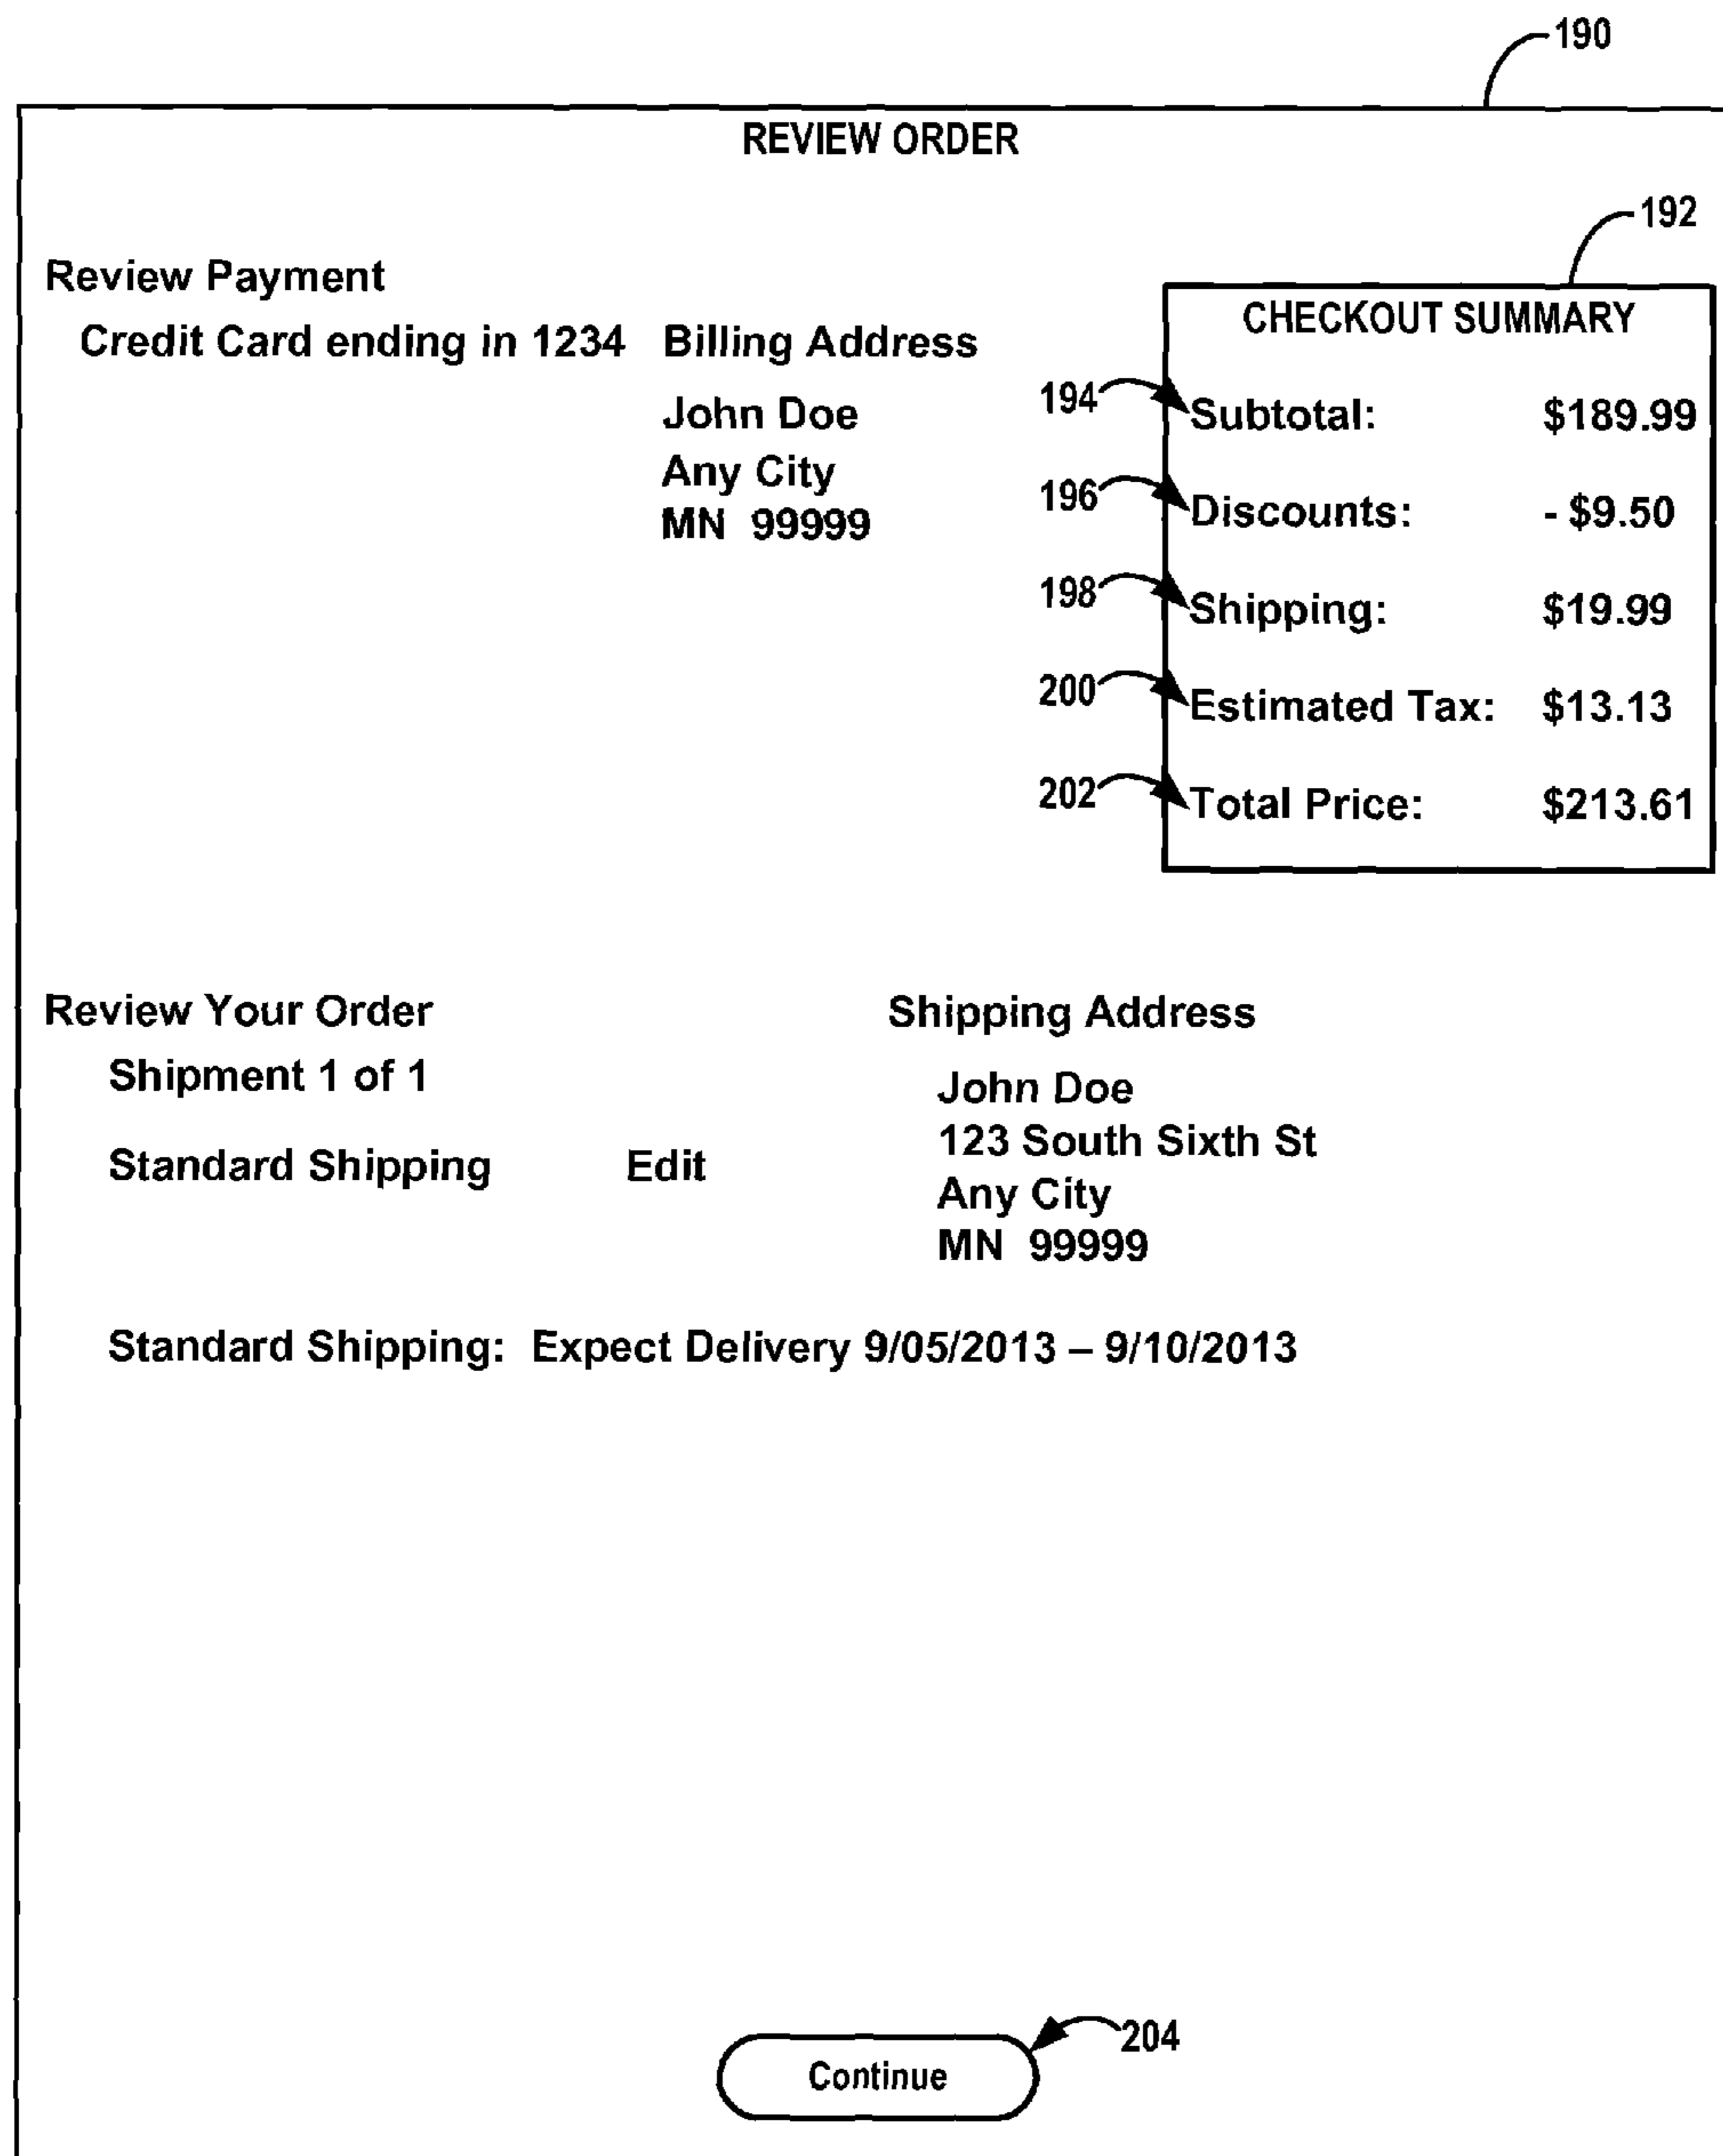 190
REVIEW ORDER
192
Review Payment
CHECKOUT SUMMARY
Credit Card ending in 1234 Billing Address
194 Subtotal: $189.99
John Doe
Any City
196 Discounts: - $9.50
MN 99999
198 Shipping: $19.99
200 Estimated Tax: $13.13
202 Total Price: $213.61
Review Your Order
Shipment 1 of 1
Standard Shipping Edit
Shipping Address
John Doe
123 South Sixth St
Any City
MN 99999
Standard Shipping: Expect Delivery 9/05/2013 – 9/10/2013
204
Continue